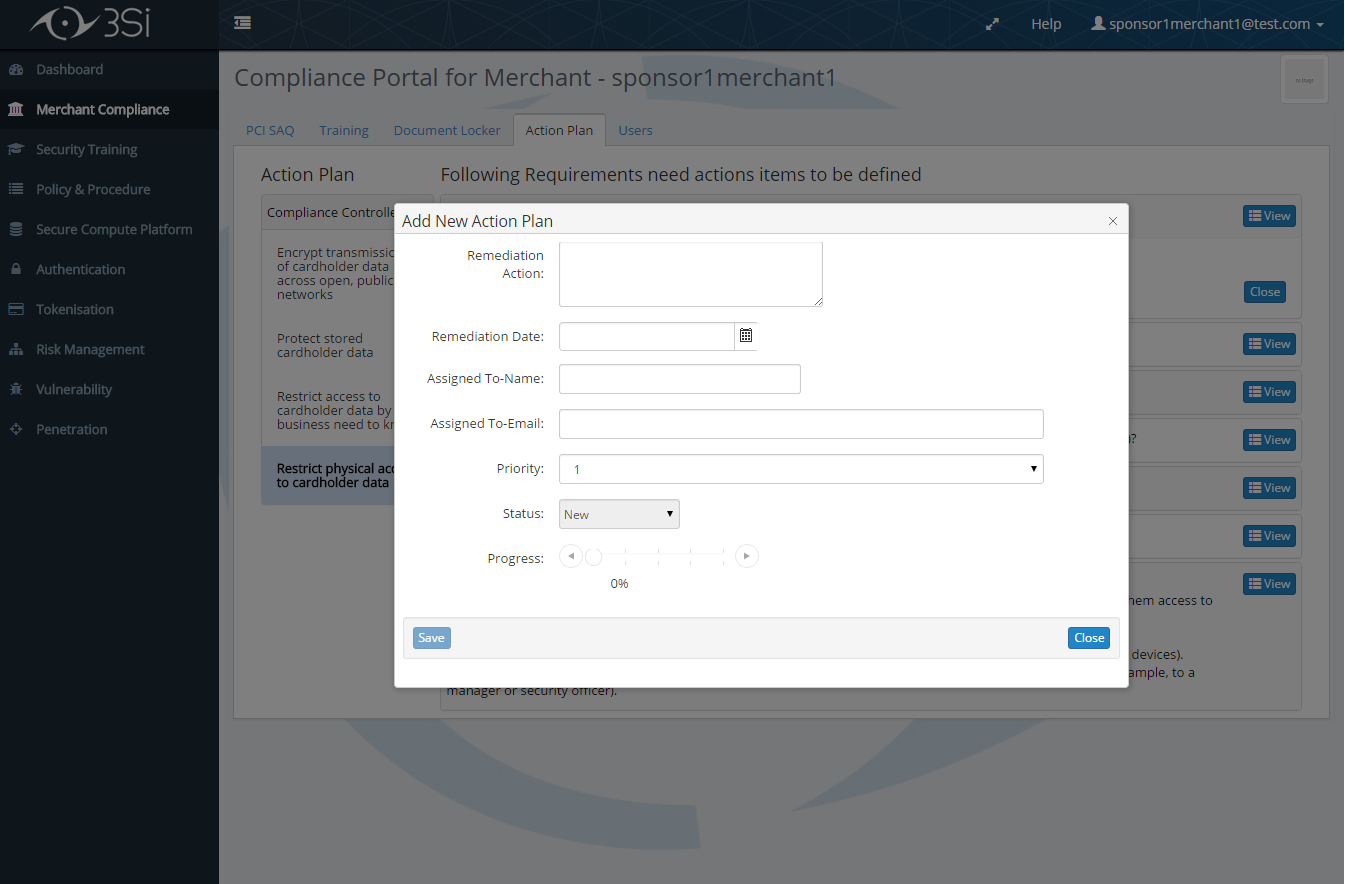 3Si
Help
sponsor1merchant1@test.com
Dashboard
Merchant Compliance
Security Training
Policy & Procedure
Secure Compute Platform
Authentication
Tokenisation
Risk Management
Vulnerability
Penetration
Compliance Portal for Merchant - sponsor1merchant1
PCI SAQ
Training
Document Locker
Action Plan
Users
Action Plan
Following Requirements need actions items to be defined
Compliance Controlle
Encrypt transmissic
of cardholder data
across open, public
networks
Protect stored
cardholder data
Restrict access to
cardholder data by
business need to kr
Restrict physical acc
to cardholder data
View
Close
View
View
)?
View
View
View
View
hem access to
devices).
ample, to a
manager or security officer).
Add New Action Plan
×
Remediation
Action:
Remediation Date:
Assigned To-Name:
Assigned To-Email:
Priority:
1
Status:
New
Progress:
0%
Save
Close